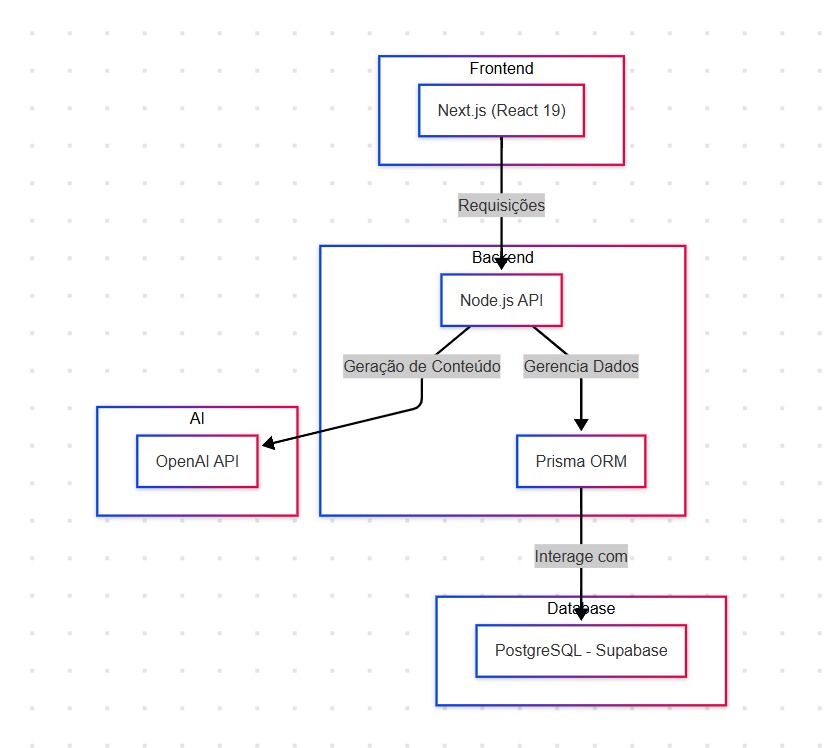 Frontend
Next.js (React 19)
Requisições
Backend
Node.js API
Geração de Conteúdo
Gerencia Dados
AI
OpenAI API
Prisma ORM
Interage com
Database
PostgreSQL - Supabase